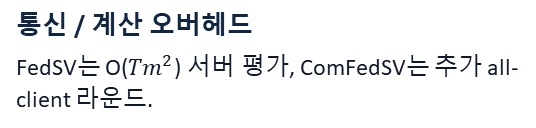 통신 / 계산 오버헤드
FedSV는 O(𝑇𝑚²) 서버 평가, ComFedSV는 추가 all-
client 라운드.